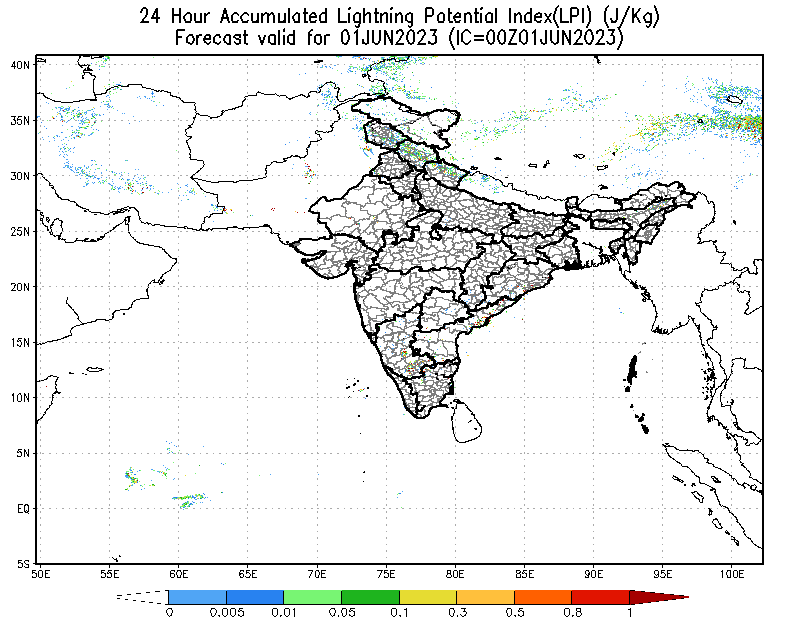 24 Hour Accumulated Lightning Potential Index(LPI) (J/Kg)
Forecast valid for 01JUN2023 (IC=00Z01JUN2023)
40N
35N
30N
25N
20N
15N
10N
5N
EQ
5S
50E 55E 60E 65E 70E 75E 80E 85E 90E 95E 100E
0 0.005 0.01 0.05 0.1 0.3 0.5 0.8 1